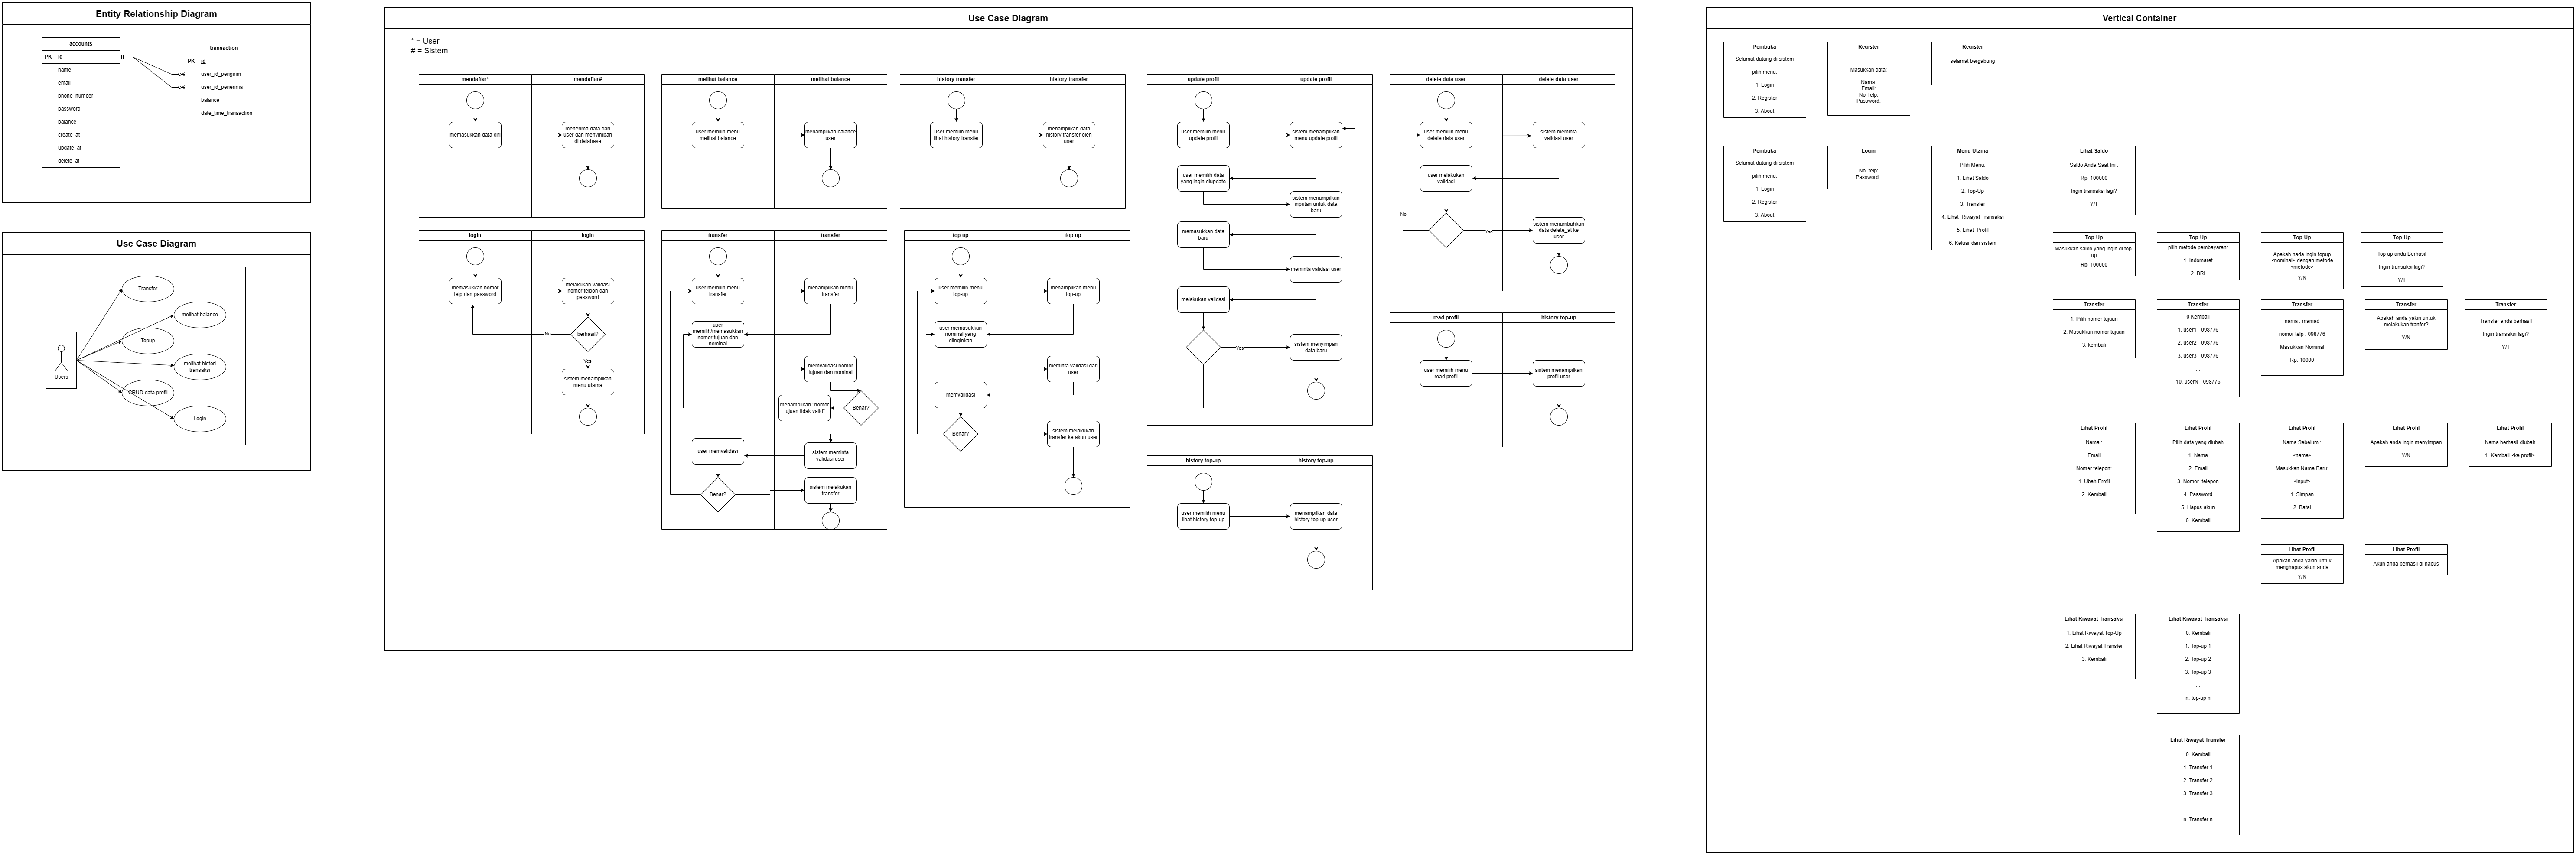 Entity Relationship Diagram
accounts
PK
id
name
email
phone_number
password
balance
create_at
update_at
delete_at
transaction
PK
id
user_id_pengirim
user_id_penerima
balance
date_time_transaction
Use Case Diagram
Users
Transfer
melihat balance
Topup
melihat histori
transaksi
CRUD data profil
Login
Use Case Diagram
* = User
# = Sistem
mendaftar*
mendaftar#
memasukkan data diri
menerima data dari
user dan menyimpan
di database
melihat balance
melihat balance
user memilih menu
melihat balance
menampilkan balance
user
history transfer
history transfer
user memilih menu
lihat history transfer
menampilkan data
history transfer oleh
user
update profil
update profil
user memilih menu
update profil
sistem menampilkan
menu update profil
user memilih data
yang ingin diupdate
sistem menampilkan
inputan untuk data
baru
memasukan data
baru
meminta validasi user
melakukan validasi
Yes
sistem menyimpan
data baru
delete data user
delete data user
user memilih menu
delete data user
sistem meminta
validasi user
user melakukan
validasi
No
Yes
sistem menambahkan
data delete_at ke
user
login
login
memasukkan nomor
telp dan password
melakukan validasi
nomor telpon dan
password
No
berhasil?
Yes
sistem menampilkan
menu utama
transfer
transfer
user memilih menu
transfer
menampilkan menu
transfer
user
memilih/memasukkan
nomor tujuan dan
nominal
memvalidasi nomor
tujuan dan nominal
menampilkan "nomor
tujuan tidak valid"
Benar?
user memvalidasi
sistem meminta
validasi user
Benar?
sistem melakukan
transfer
top up
top up
user memilih menu
top-up
menampilkan menu
top-up
user memasukkan
nominal yang
diinginkan
meminta validasi dari
user
memvalidasi
Benar?
sistem melakukan
transfer ke akun user
read profil
history top-up
user memilih menu
read profil
sistem menampilkan
profil user
history top-up
history top-up
user memilih menu
lihat history top-up
menampilkan data
history top-up user
Vertical Container
Pembuka
Selamat datang di sistem
pilih menu:
1. Login
2. Register
3. About
Register
Masukkan data:
Nama:
Email:
No-Telp:
Password:
Register
selamat bergabung
Pembuka
Selamat datang di sistem
pilih menu:
1. Login
2. Register
3. About
Login
No_telp:
Password :
Menu Utama
Pilih Menu:
1. Lihat Saldo
2. Top-Up
3. Transfer
4. Lihat Riwayat Transaksi
5. Lihat Profil
6. Keluar dari sistem
Lihat Saldo
Saldo Anda Saat Ini :
Rp. 100000
Ingin transaksi lagi?
Y/T
Top-Up
Masukkan saldo yang ingin di top-
up
Rp. 100000
Top-Up
pilih metode pembayaran:
1. Indomaret
2. BRI
Top-Up
Apakah nada ingin topup
<nominal> dengan metode
<metode>
Y/N
Top-Up
Top up anda Berhasil
Ingin transaksi lagi?
Y/T
Transfer
1. Pilih nomor tujuan
2. Masukkan nomor tujuan
3. kembali
Transfer
0 Kembali
1. user1 - 098776
2. user2 - 098776
3. user3 - 098776
...
10. userN - 098776
Transfer
nama : mamad
nomor telp : 098776
Masukkan Nominal
Rp. 10000
Transfer
Apakah anda yakin untuk
melakukan tranfer?
Y/N
Transfer
Transfer anda berhasil
Ingin transaksi lagi?
Y/T
Lihat Profil
Nama :
Email
Nomer telepon:
1. Ubah Profil
2. Kembali
Lihat Profil
Pilih data yang diubah
1. Nama
2. Email
3. Nomor_telepon
4. Password
5. Hapus akun
6. Kembali
Lihat Profil
Nama Sebelum :
<nama>
Masukkan Nama Baru:
<input>
1. Simpan
2. Batal
Lihat Profil
Apakah anda ingin menyimpan
Y/N
Lihat Profil
Nama berhasil diubah
1. Kembali <ke profil>
Lihat Profil
Apakah anda yakin untuk
menghapus akun anda
Y/N
Lihat Profil
Akun anda berhasil di hapus
Lihat Riwayat Transaksi
1. Lihat Riwayat Top-Up
2. Lihat Riwayat Transfer
3. Kembali
Lihat Riwayat Transaksi
0. Kembali
1. Top-up 1
2. Top-up 2
3. Top-up 3
...
n. top-up n
Lihat Riwayat Transfer
0. Kembali
1. Transfer 1
2. Transfer 2
3. Transfer 3
...
n. Transfer n